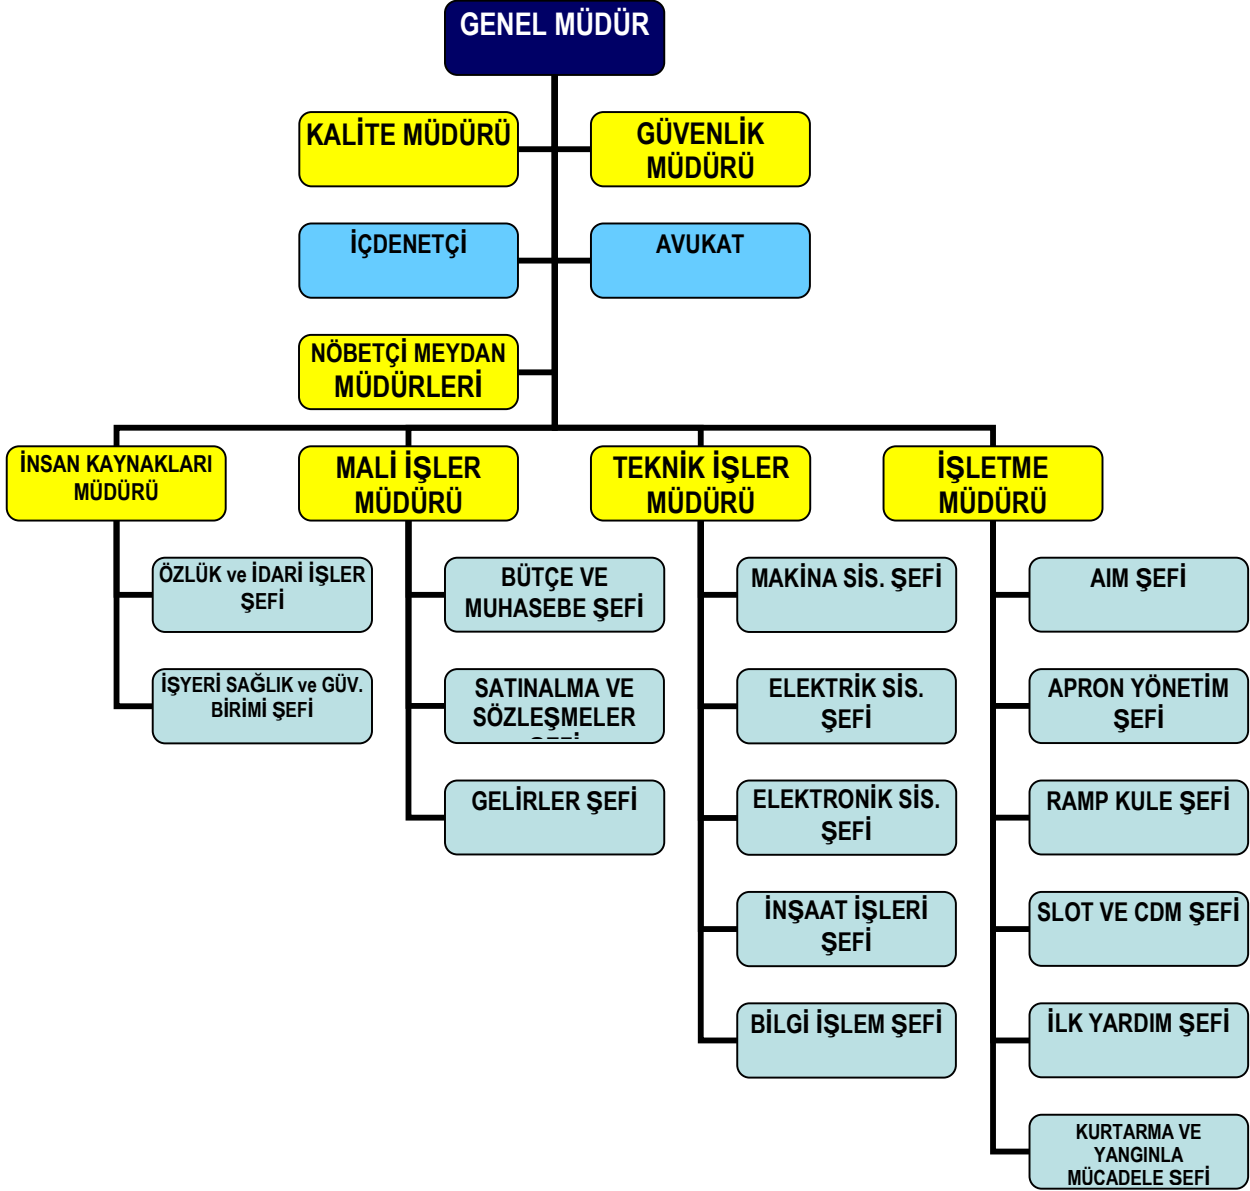 GENEL MÜDÜR
KALİTE MÜDÜRÜ
GÜVENLİK
MÜDÜRÜ
İÇDENETÇİ
AVUKAT
NÖBETÇİ MEYDAN
MÜDÜRLERİ
İNSAN KAYNAKLARI
MÜDÜRÜ
MALİ İŞLER
MÜDÜRÜ
TEKNİK İŞLER
MÜDÜRÜ
İŞLETME
MÜDÜRÜ
ÖZLÜK ve İDARİ İŞLER
ŞEFİ
İŞYERİ SAĞLIK ve GÜV.
BİRİMİ ŞEFİ
BÜTÇE VE
MUHASEBE ŞEFİ
SATINALMA VE
SÖZLEŞMELER
GELİRLER ŞEFİ
MAKİNA SİS. ŞEFİ
ELEKTRİK SİS.
ŞEFİ
ELEKTRONİK SİS.
ŞEFİ
İNŞAAT İŞLERİ
ŞEFİ
BİLGİ İŞLEM ŞEFİ
AIM ŞEFİ
APRON YÖNETİM
ŞEFİ
RAMP KULE ŞEFİ
SLOT VE CDM ŞEFİ
İLK YARDIM ŞEFİ
KURTARMA VE
YANGINLA
MÜCADELE SEFİ